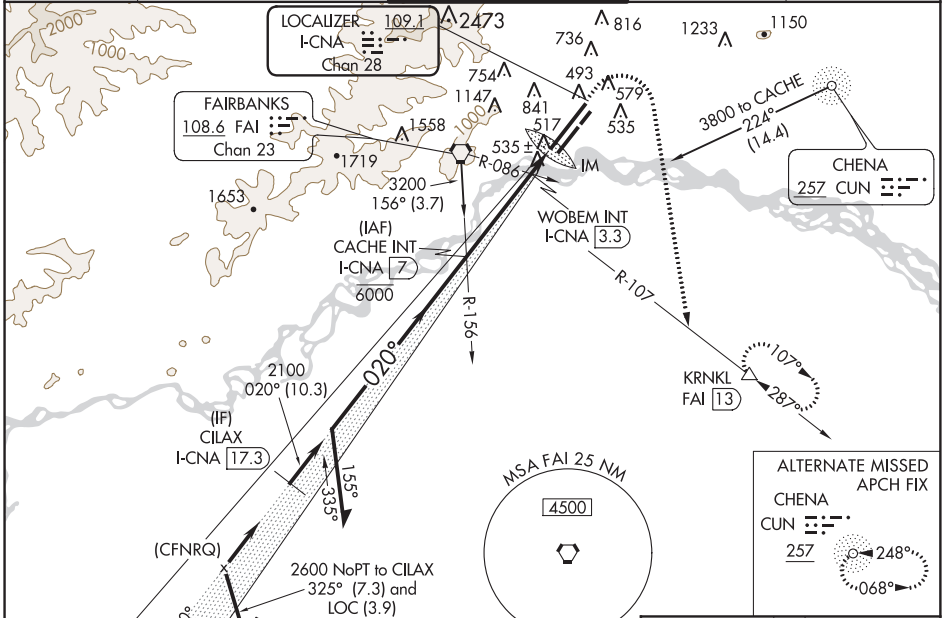 2000
1000
LOCALIZER 109.1
I-CNA
Chan 28
2473
816
736
1233
1150
754
493
1147
841
579
535
517
535 ±
IM
FAIRBANKS
108.6 FAI
Chan 23
1000
1558
1719
1653
R-086
3200
156° (3.7)
3800 to CACHE
224°
(14.4)
CHENA
257 CUN
WOBEM INT
I-CNA 3.3
(IAF)
CACHE INT
I-CNA 7
6000
R-107
R-156
020°
2100
020° (10.3)
KRNKL
FAI 13
107°
287°
(IF)
CILAX
I-CNA 17.3
155°
335°
MSA FAI 25 NM
4500
ALTERNATE MISSED
APCH FIX
CHENA
CUN
257
248°
068°
(CFNRQ)
2600 NoPT to CILAX
325° (7.3) and
LOC (3.9)